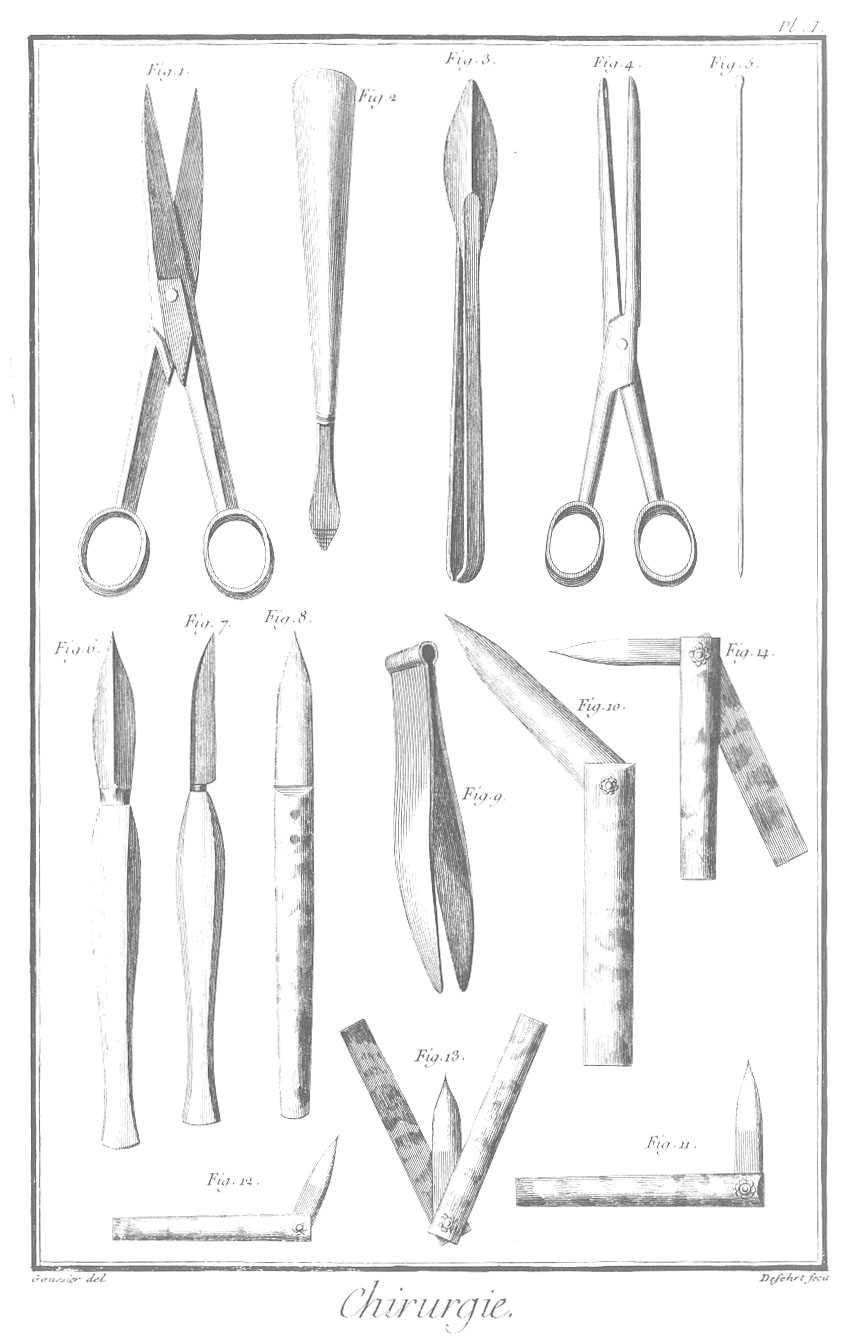 Pl. I.
Fig. 1.
Fig. 2
Fig. 3.
Fig. 4.
Fig. 5.
Fig. 6.
Fig. 7.
Fig. 8.
Fig. 9.
Fig. 10.
Fig. 14.
Fig. 13.
Fig. 11.
Fig. 12.
Goussier del
Defehrt fecit
Chirurgie.